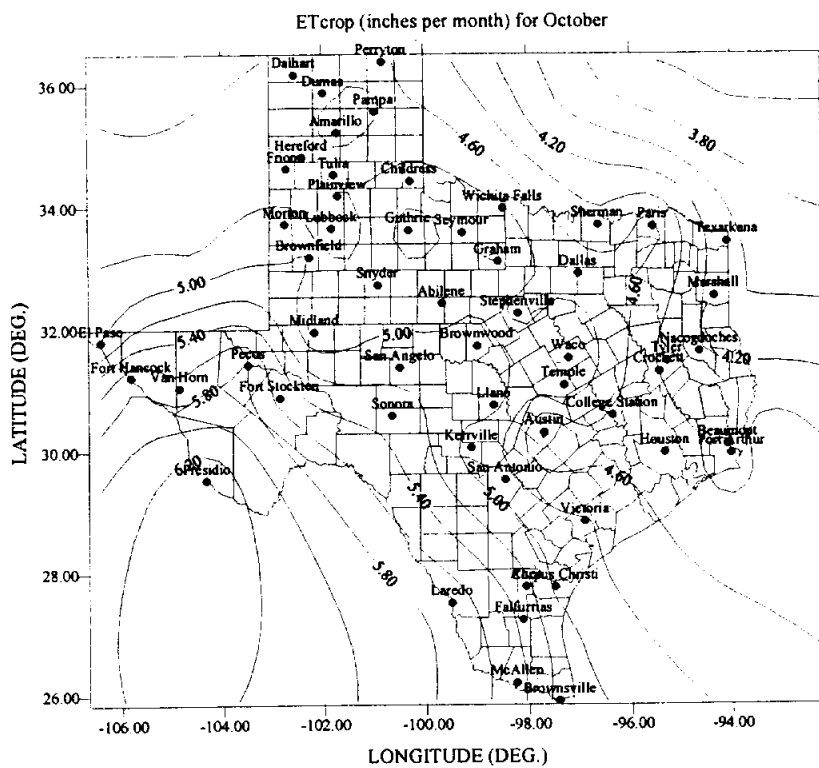 ETcrop (inches per month) for October
Perryton
Dalhart
Dumas
36.00
Pampa
Amarillo
4.60
4.20
3.80
Hereford
Friona
Tulia
Childress
Plainview
Wichita Falls
34.00
Morton
Lubbock
Guthrie
Seymour
Sherman
Paris
Texarkana
Brownfield
Graham
Dallas
5.00
Snyder
Marshall
Abilene
Stephenville
4.60
Midland
32.00
El Paso
5.40
5.00
Brownwood
Waco
Nacogdoches
Tyler
Pecos
San Angelo
Crockett
4.20
Fort Hancock
Van Horn
Temple
5.80
Fort Stockton
Llano
College Station
Sonora
Austin
Beaumont
Kerrville
Houston
Port Arthur
30.00
6.20
Presidio
San Antonio
5.40
5.00
4.60
Victoria
5.80
28.00
Corpus Christi
Laredo
Falfurrias
McAllen
26.00
Brownsville
-106.00
-104.00
-102.00
-100.00
-98.00
-96.00
-94.00
LONGITUDE (DEG.)
LATITUDE (DEG.)